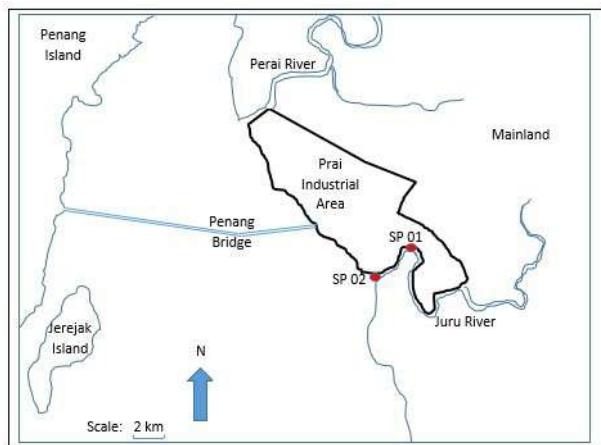 Penang
Island
Perai River
Mainland
Prai
Industrial
Area
Penang
Bridge
SP 01
SP 02
Jerejak
Island
Juru River
N
Scale: 2 km